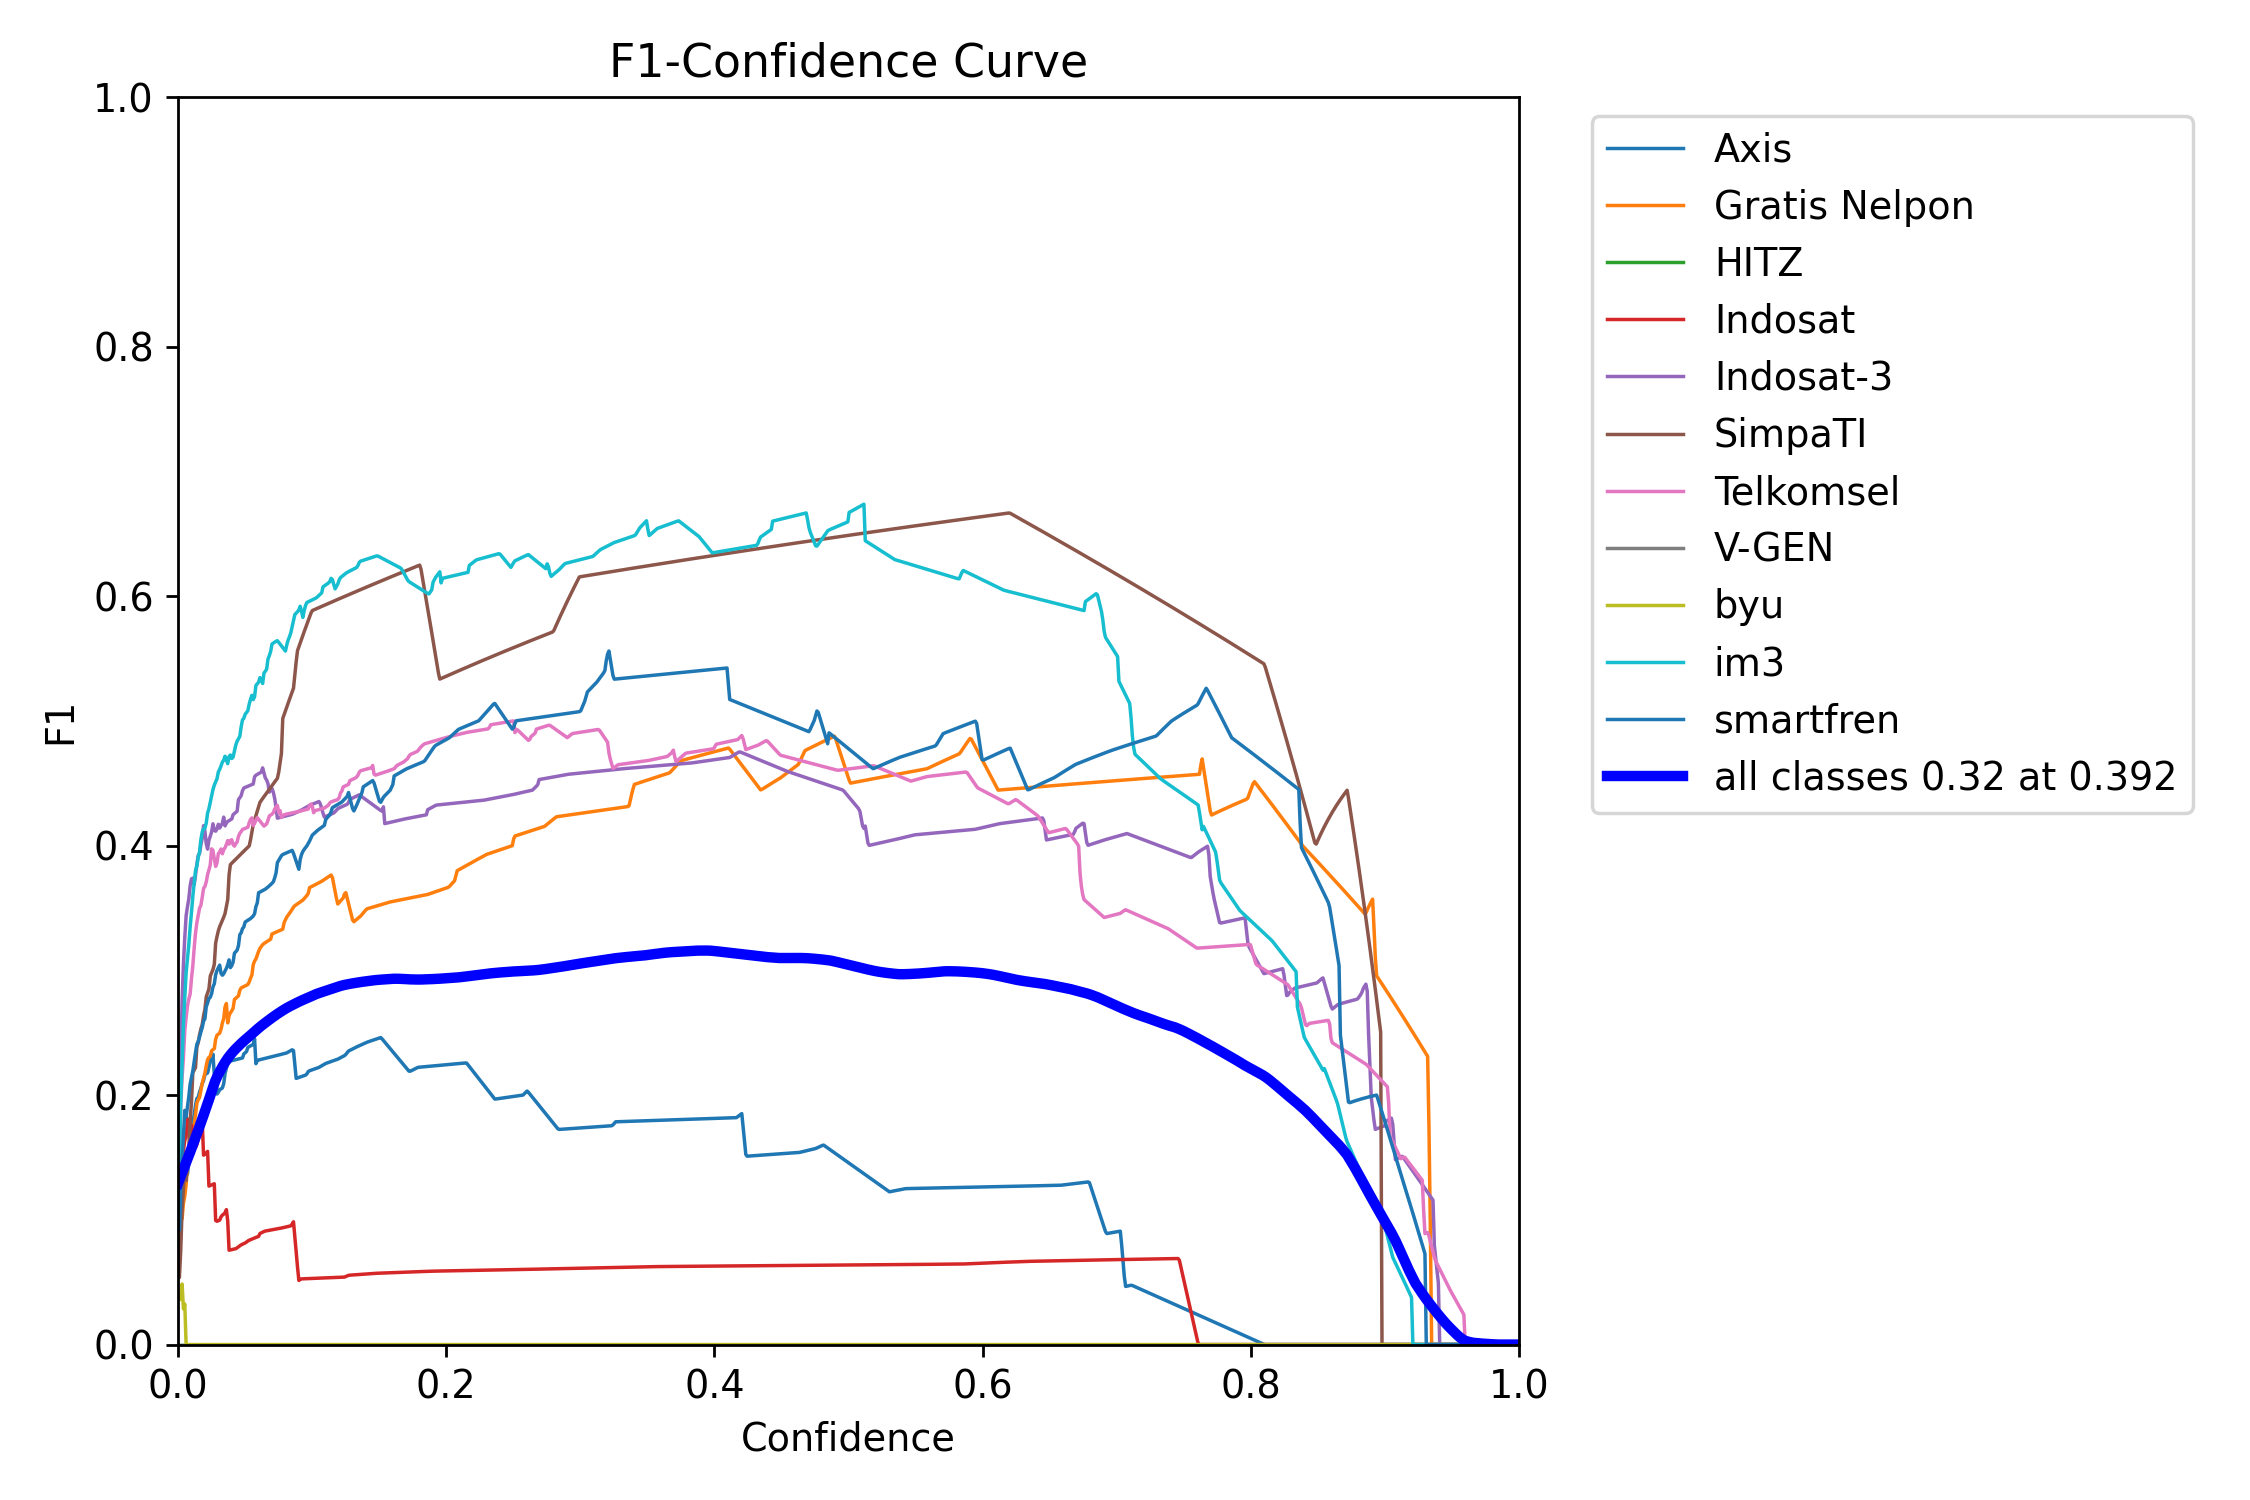 F1-Confidence Curve
1.0
0.8
0.6
0.4
0.2
0.0
F1
0.0 0.2 0.4 0.6 0.8 1.0
Confidence
Axis
Gratis Nelpon
HITZ
Indosat
Indosat-3
SimpaTI
Telkomsel
V-GEN
byu
im3
smartfren
all classes 0.32 at 0.392